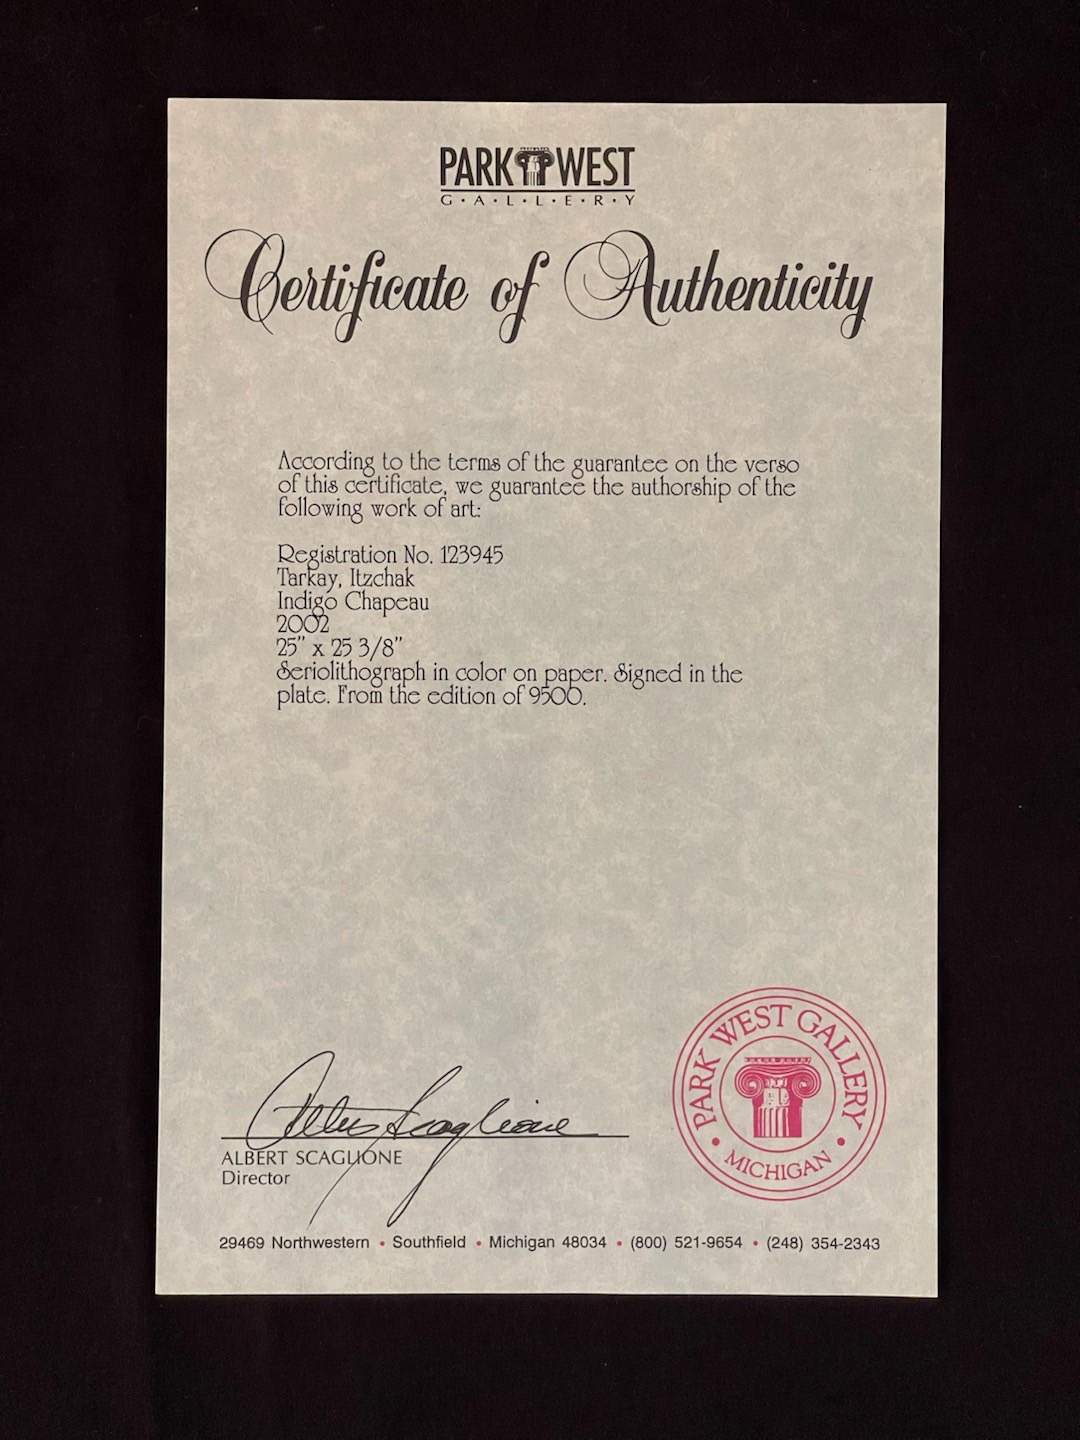 PARK WEST
G·A·L·L·E·R·Y
Certificate of Authenticity
According to the terms of the guarantee on the verso
of this certificate, we guarantee the authorship of the
following work of art:
Registration No. 123945
Tarkay, Itzchak
Indigo Chapeau
2002
25" x 25 3/8"
Seriolithograph in color on paper. Signed in the
plate. From the edition of 9500.
Albert Scaglione
ALBERT SCAGLIONE
Director
PARK WEST GALLERY
• MICHIGAN •
29469 Northwestern • Southfield • Michigan 48034 • (800) 521-9654 • (248) 354-2343